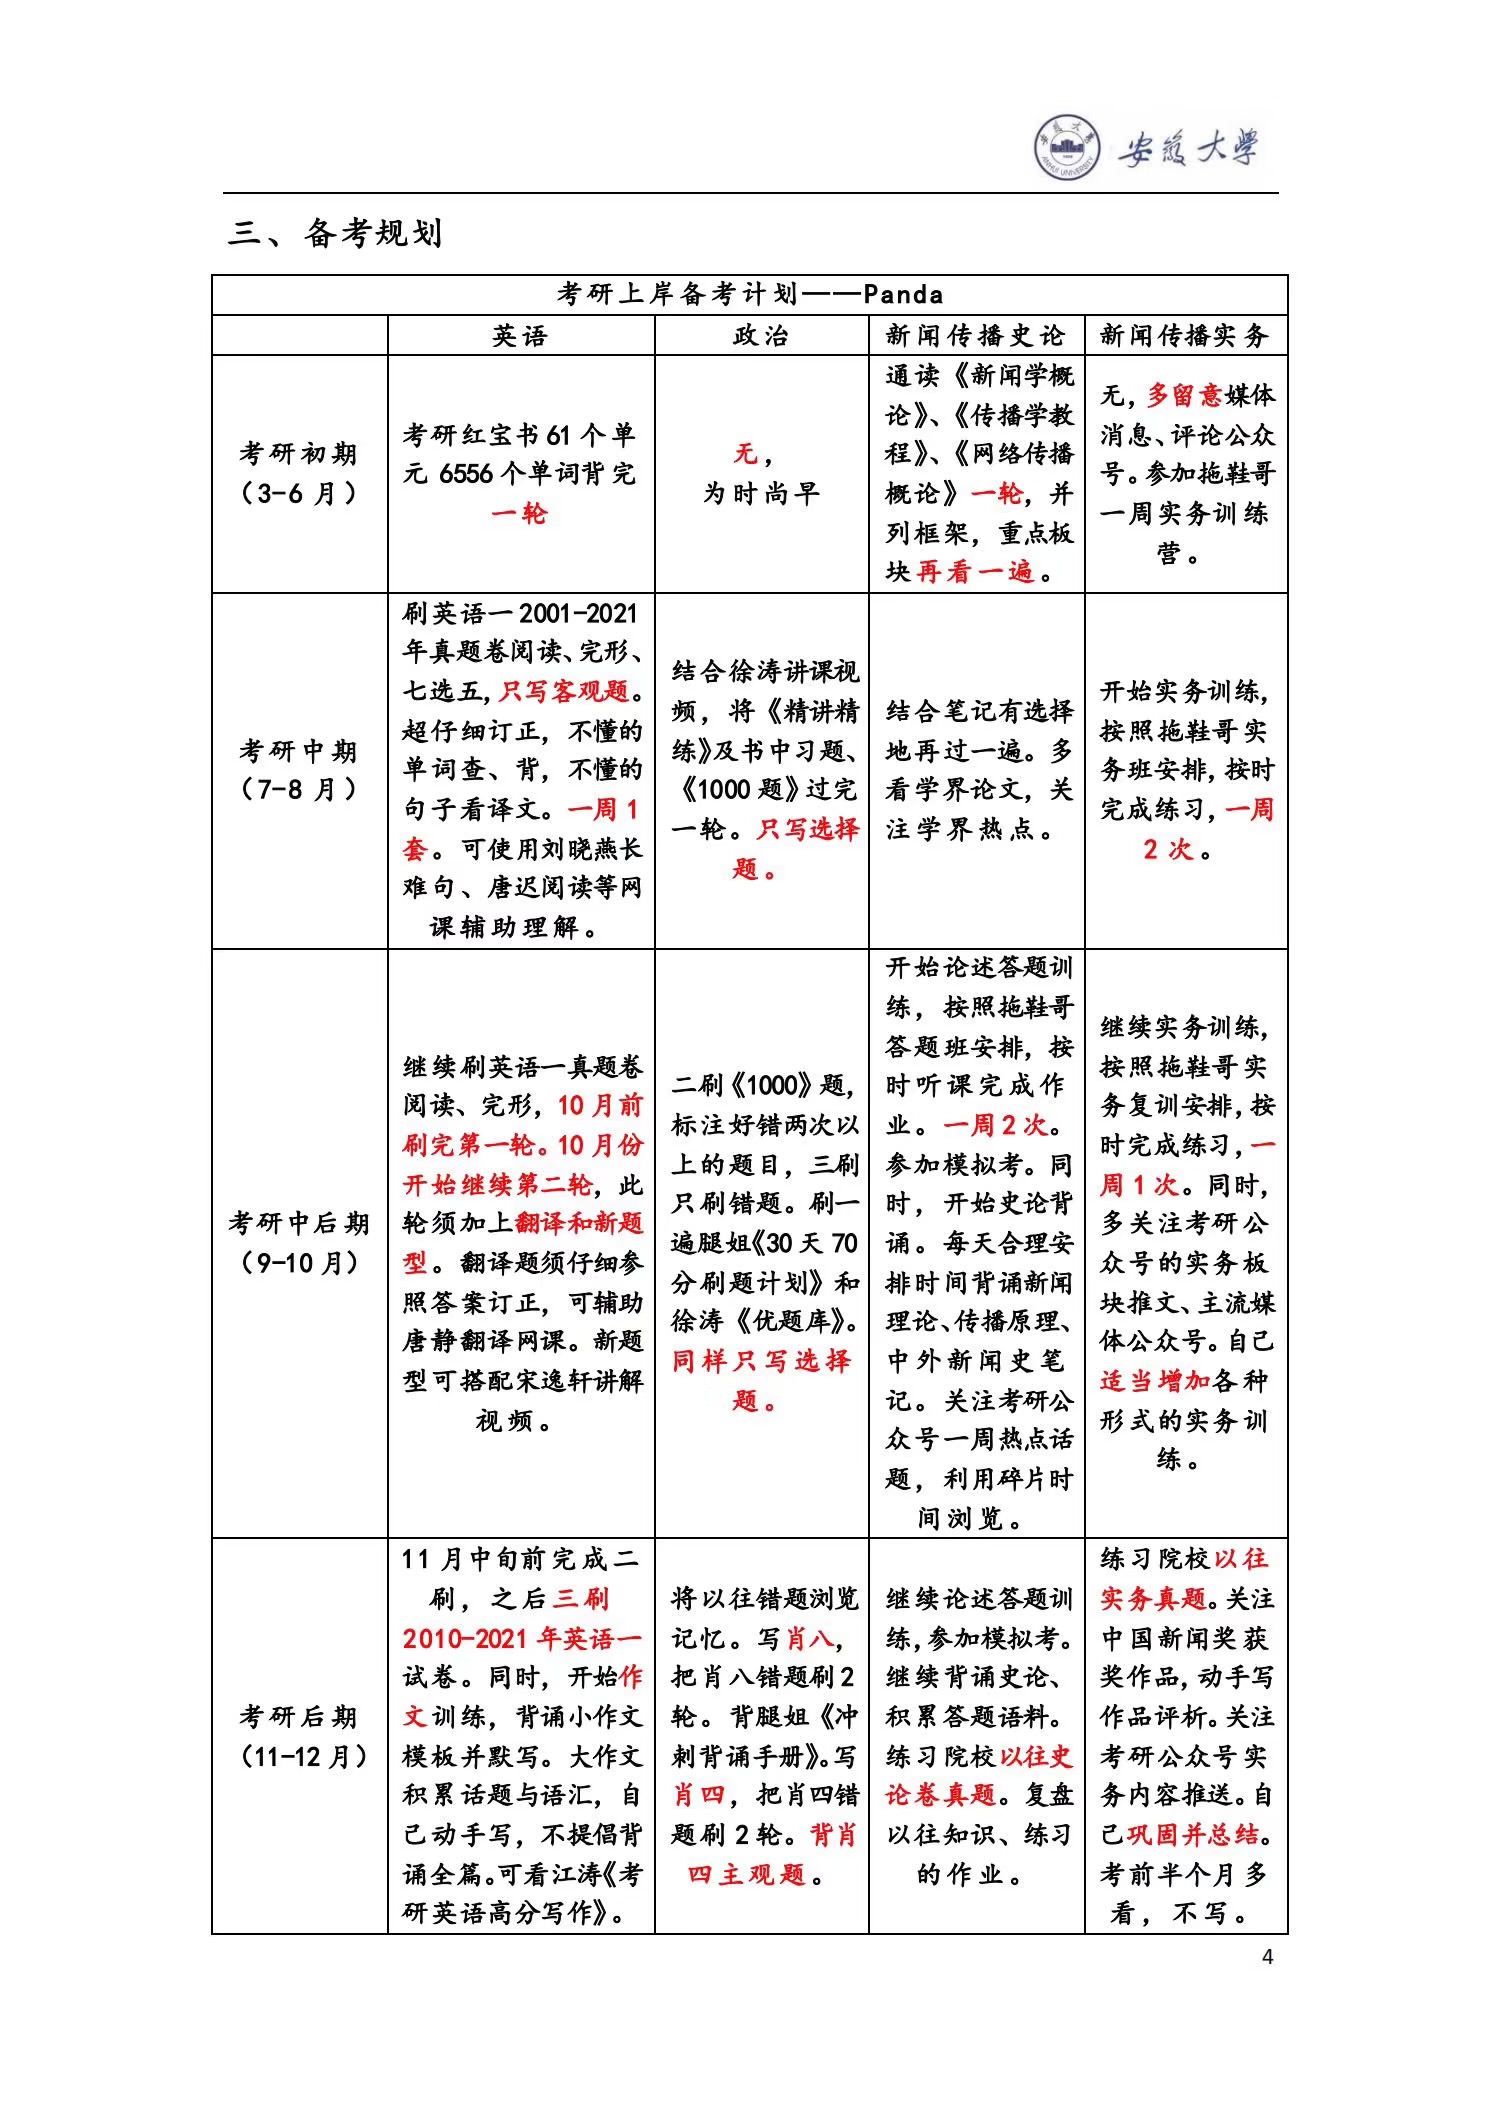 安徽大学
安徽大学
ANHUI UNIVERSITY
三、备考规划
考研上岸备考计划——Panda
英语
政治
新闻传播史论
新闻传播实务
考研初期
（3-6 月）
考研红宝书 61 个单
元 6556 个单词背完
一轮
无，
为时尚早
通读《新闻学概
论》、《传播学教
程》、《网络传播
概论》一轮，并
列框架，重点板
块再看一遍。
无，多留意媒体
消息、评论公众
号。参加拖鞋哥
一周实务训练
营。
考研中期
（7-8 月）
刷英语一 2001-2021
年真题卷阅读、完形、
七选五，只写客观题。
超仔细订正，不懂的
单词查、背，不懂的
句子看译文。一周 1
套。可使用刘晓燕长
难句、唐迟阅读等网
课辅助理解。
结合徐涛讲课视
频，将《精讲精
练》及书中习题、
《1000 题》过完
一轮。只写选择
题。
结合笔记有选择
地再过一遍。多
看学界论文，关
注学界热点。
开始实务训练，
按照拖鞋哥实
务班安排，按时
完成练习，一周
2 次。
考研中后期
（9-10 月）
继续刷英语一真题卷
阅读、完形，10 月前
刷完第一轮。10 月份
开始继续第二轮，此
轮须加上翻译和新题
型。翻译题须仔细参
照答案订正，可辅助
唐静翻译网课。新题
型可搭配宋逸轩讲解
视频。
二刷《1000》题，
标注好错两次以
上的题目，三刷
只刷错题。刷一
遍腿姐《30 天 70
分刷题计划》和
徐涛《优题库》。
同样只写选择
题。
开始论述答题训
练，按照拖鞋哥
答题班安排，按
时听课完成作
业。一周 2 次。
参加模拟考。同
时，开始史论背
诵。每天合理安
排时间背诵新闻
理论、传播原理、
中外新闻史笔
记。关注考研公
众号一周热点话
题，利用碎片时
间浏览。
继续实务训练，
按照拖鞋哥实
务复训安排，按
时完成练习，一
周 1 次。同时，
多关注考研公
众号的实务板
块推文、主流媒
体公众号。自己
适当增加各种
形式的实务训
练。
考研后期
（11-12 月）
11 月中旬前完成二
刷，之后三刷
2010-2021 年英语一
试卷。同时，开始作
文训练，背诵小作文
模板并默写。大作文
积累话题与语汇，自
己动手写，不提倡背
诵全篇。可看江涛《考
研英语高分写作》。
将以往错题浏览
记忆。写肖八，
把肖八错题刷 2
轮。背腿姐《冲
刺背诵手册》。写
肖四，把肖四错
题刷 2 轮。背肖
四主观题。
继续论述答题训
练，参加模拟考。
继续背诵史论、
积累答题语料。
练习院校以往史
论卷真题。复盘
以往知识、练习
的作业。
练习院校以往
实务真题。关注
中国新闻奖获
奖作品，动手写
作品评析。关注
考研公众号实
务内容推送。自
己巩固并总结。
考前半个月多
看，不写。
4